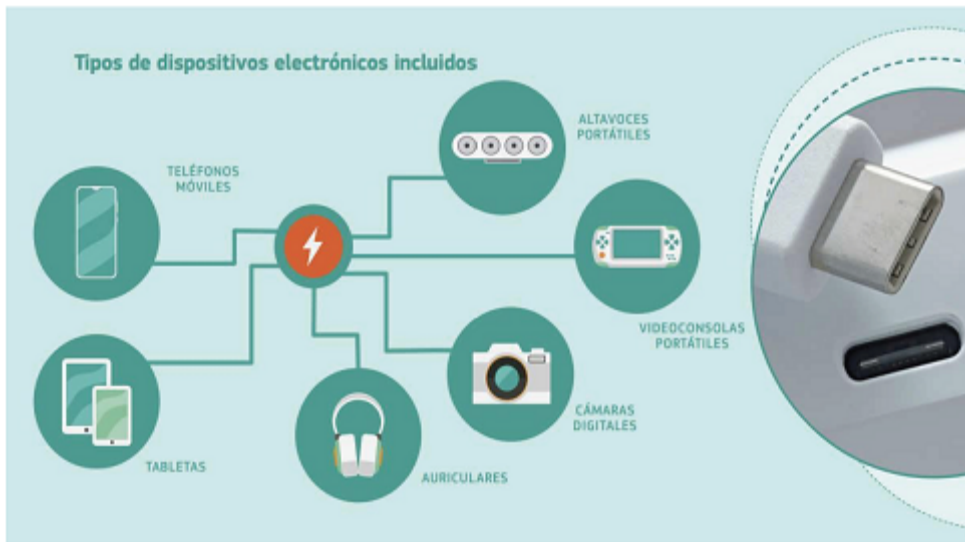 Tipos de dispositivos electrónicos incluidos
ALTAVOCES
PORTÁTILES
TELÉFONOS
MÓVILES
VIDEOCONSOLAS
PORTÁTILES
CÁMARAS
DIGITALES
TABLETAS
AURICULARES